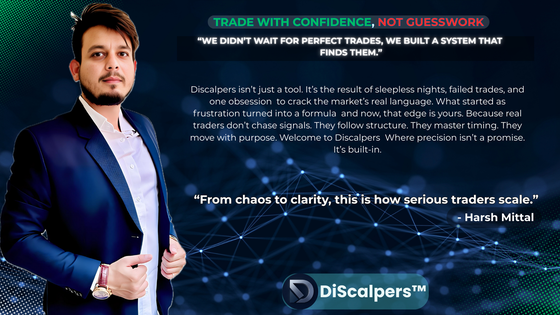 TRADE WITH CONFIDENCE, NOT GUESSWORK
“WE DIDN’T WAIT FOR PERFECT TRADES, WE BUILT A SYSTEM THAT
FINDS THEM.”
Discalpers isn’t just a tool. It’s the result of sleepless nights, failed trades, and
one obsession to crack the market’s real language. What started as
frustration turned into a formula and now, that edge is yours. Because real
traders don’t chase signals. They follow structure. They master timing. They
move with purpose. Welcome to Discalpers Where precision isn’t a promise.
It’s built-in.
“From chaos to clarity, this is how serious traders scale.”
- Harsh Mittal
DiScalpers™